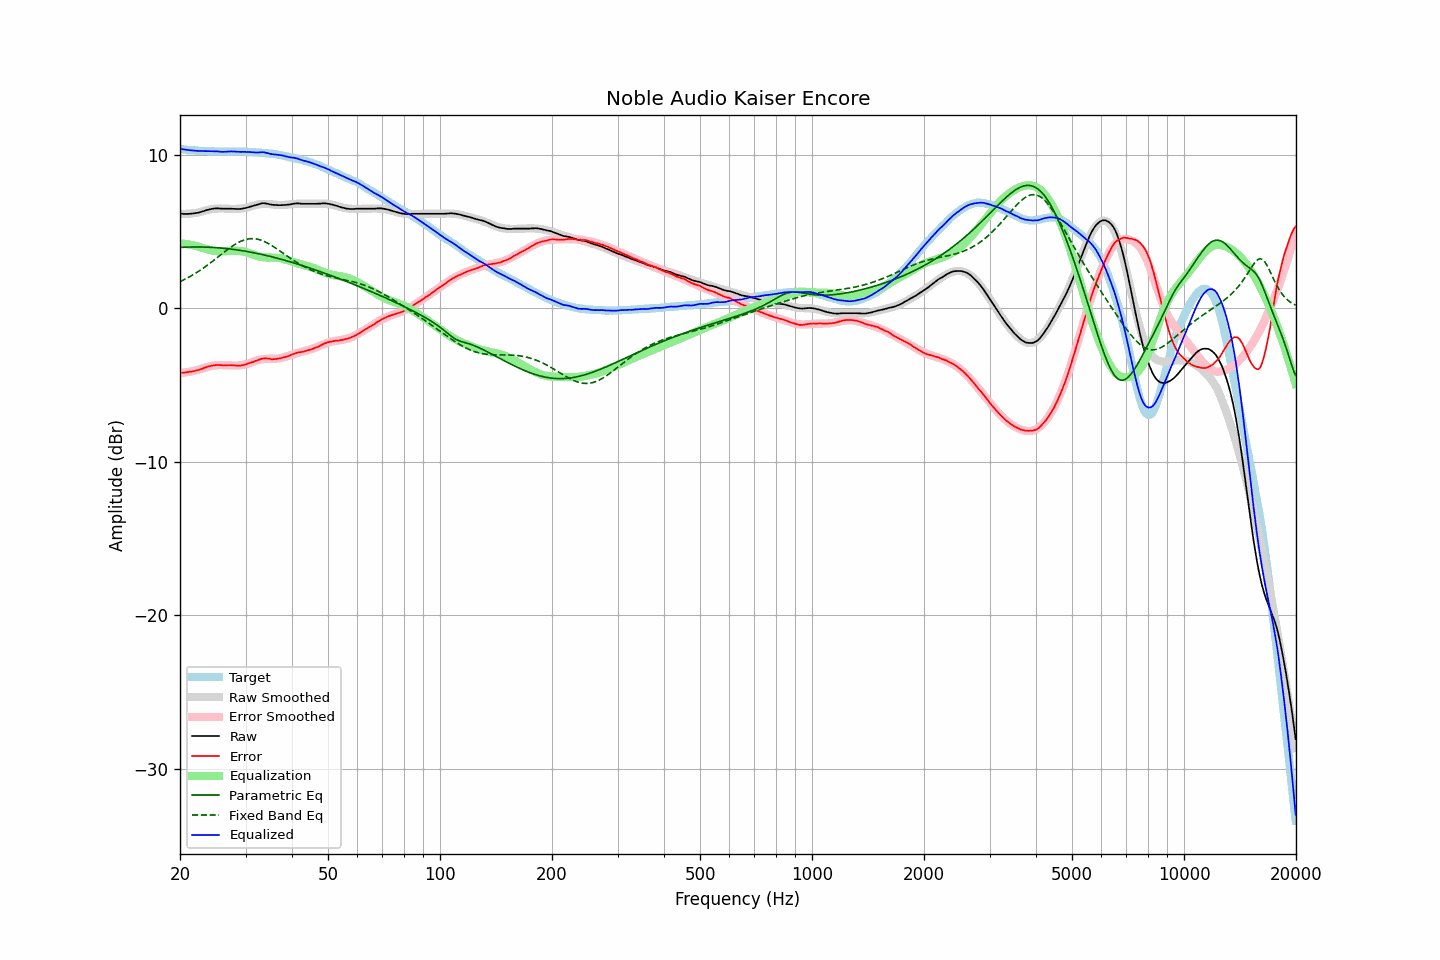 Noble Audio Kaiser Encore
10
0
−10
−20
−30
Amplitude (dBr)
Target
Raw Smoothed
Error Smoothed
Raw
Error
Equalization
Parametric Eq
Fixed Band Eq
Equalized
20 50 100 200 500 1000 2000 5000 10000 20000
Frequency (Hz)